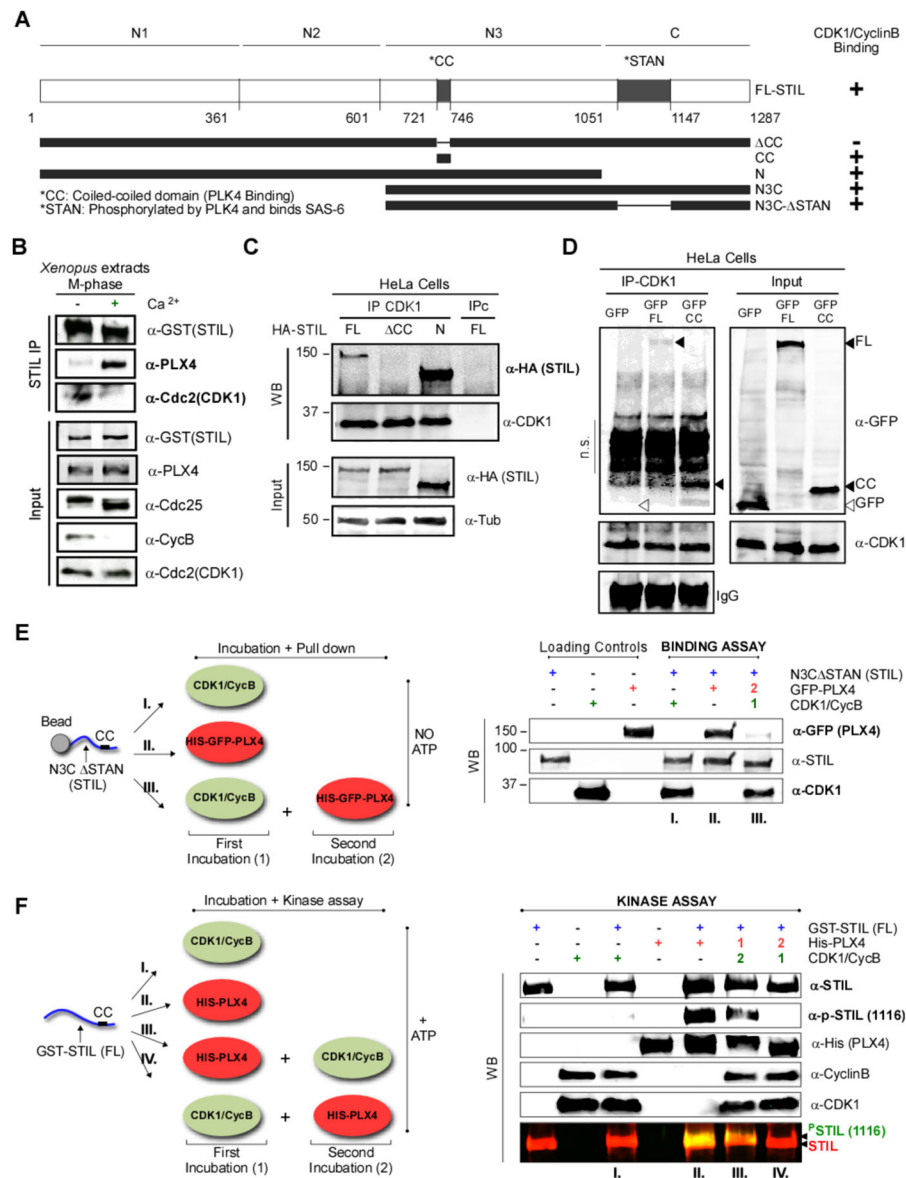 A
N1 N2 N3 C CDK1/CyclinB Binding
*CC *STAN
FL-STIL +
1 361 601 721 746 1051 1147 1287
ΔCC -
CC +
N +
N3C +
N3C-ΔSTAN +
*CC: Coiled-coiled domain (PLK4 Binding)
*STAN: Phosphorylated by PLK4 and binds SAS-6
B
Xenopus extracts
M-phase
- + Ca 2+
STIL IP
α-GST(STIL)
α-PLX4
α-Cdc2(CDK1)
Input
α-GST(STIL)
α-PLX4
α-Cdc25
α-CycB
α-Cdc2(CDK1)
C
HeLa Cells
IP CDK1 IPc
HA-STIL FL ΔCC N FL
WB
150
α-HA (STIL)
37
α-CDK1
Input
150
α-HA (STIL)
50
α-Tub
D
HeLa Cells
IP-CDK1 Input
GFP GFP FL GFP CC GFP GFP FL GFP CC
FL
α-GFP
n.s.
CC
GFP
α-CDK1
IgG
E
Incubation + Pull down
CDK1/CycB
I.
Bead
CC
II.
HIS-GFP-PLX4
N3C ΔSTAN (STIL)
III.
CDK1/CycB + HIS-GFP-PLX4
First Incubation (1)
Second Incubation (2)
NO ATP
Loading Controls BINDING ASSAY
+ - - + + + N3CΔSTAN (STIL)
- - + - + 2 GFP-PLX4
- + - + - 1 CDK1/CycB
WB
150
α-GFP (PLX4)
100
α-STIL
37
α-CDK1
I. II. III.
F
Incubation + Kinase assay
CDK1/CycB
I.
CC
II.
HIS-PLX4
III.
GST-STIL (FL)
IV.
HIS-PLX4 + CDK1/CycB
CDK1/CycB + HIS-PLX4
First Incubation (1)
Second Incubation (2)
+ ATP
KINASE ASSAY
+ - + - + + + GST-STIL (FL)
- - - + + 1 2 His-PLX4
- + + - - 2 1 CDK1/CycB
WB
α-STIL
α-p-STIL (1116)
α-His (PLX4)
α-CyclinB
α-CDK1
PSTIL (1116)
STIL
I. II. III. IV.